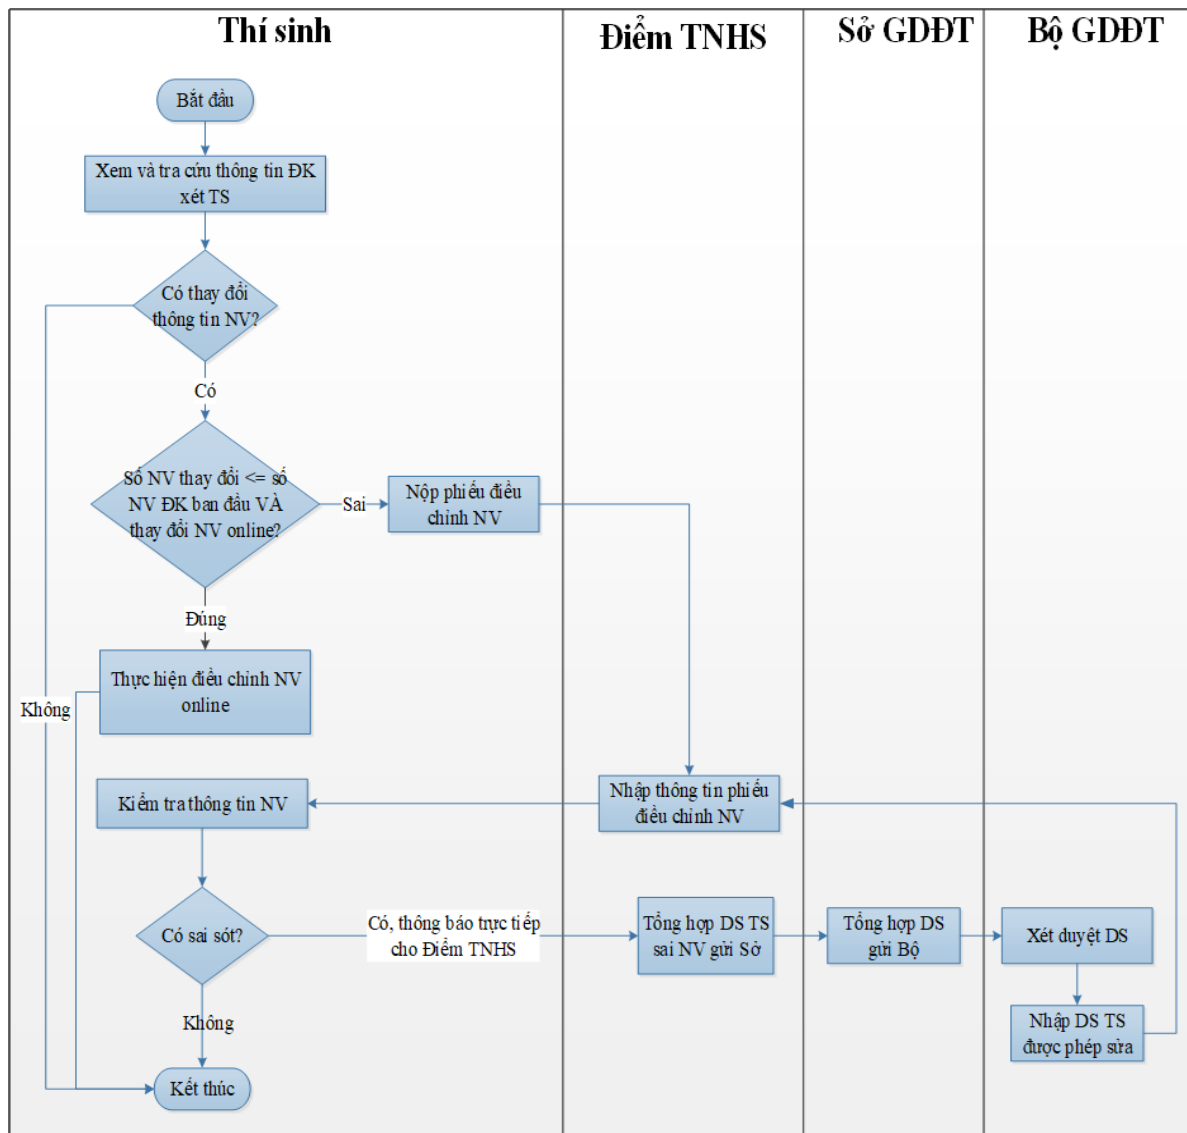 Thí sinh
Điểm TNHS
Sở GDĐT
Bộ GDĐT
Bắt đầu
Xem và tra cứu thông tin ĐK
xét TS
Có thay đổi
thông tin NV?
Có
Số NV thay đổi <= số
NV ĐK ban đầu VÀ
thay đổi NV online?
Sai
Nộp phiếu điều
chỉnh NV
Đúng
Thực hiện điều chỉnh NV
online
Không
Kiểm tra thông tin NV
Nhập thông tin phiếu
điều chỉnh NV
Có sai sót?
Có, thông báo trực tiếp
cho Điểm TNHS
Tổng hợp DS TS
sai NV gửi Sở
Tổng hợp DS
gửi Bộ
Xét duyệt DS
Nhập DS TS
được phép sửa
Không
Kết thúc